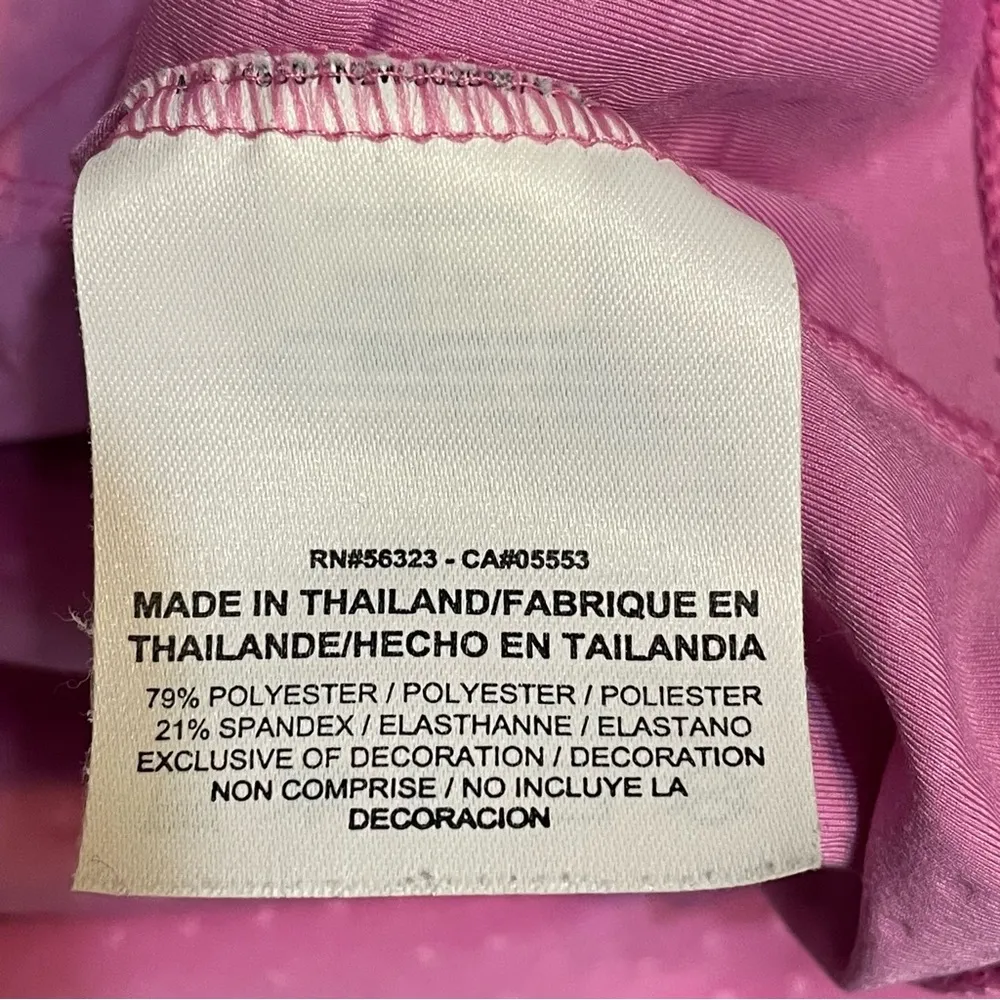 RN#56323 - CA#05553
MADE IN THAILAND/FABRIQUE EN
THAILANDE/HECHO EN TAILANDIA
79% POLYESTER / POLYESTER / POLIESTER
21% SPANDEX / ELASTHANNE / ELASTANO
EXCLUSIVE OF DECORATION / DECORATION
NON COMPRISE / NO INCLUYE LA
DECORACION